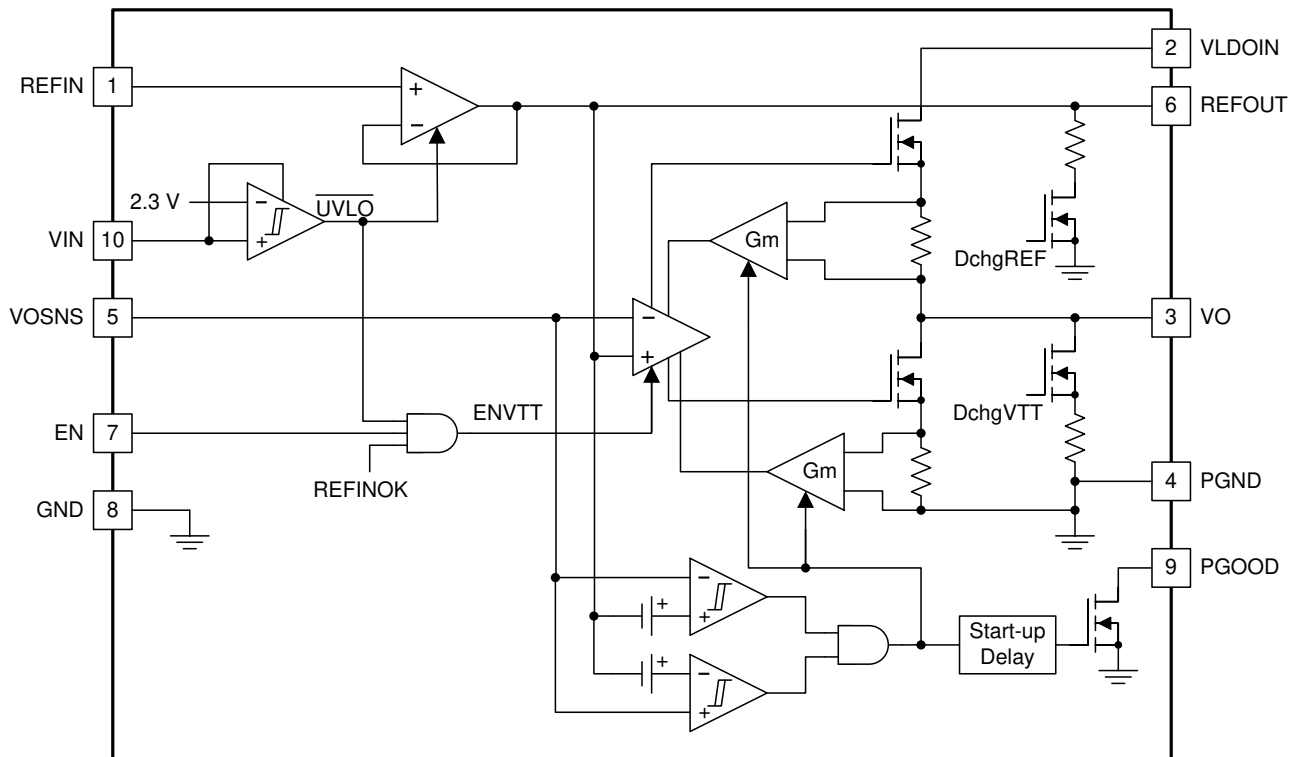 2 VLDOIN
REFIN 1
+
−
6 REFOUT
2.3 V
−
+
UVLO
VIN 10
Gm
DchgREF
VOSNS 5
−
+
3 VO
DchgVTT
EN 7
ENVTT
REFINOK
Gm
4 PGND
GND 8
9 PGOOD
−
+
+
Start-up
Delay
+
−
+